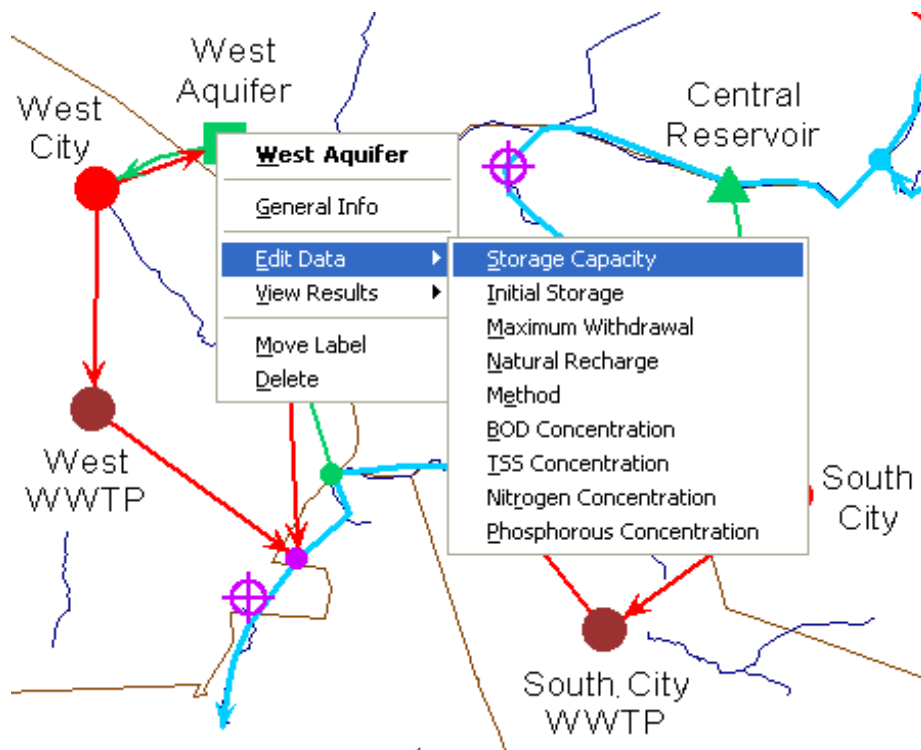 West
Aquifer
West
City
Central
Reservoir
West Aquifer
General Info
Edit Data
View Results
Move Label
Delete
Storage Capacity
Initial Storage
Maximum Withdrawal
Natural Recharge
Method
BOD Concentration
TSS Concentration
Nitrogen Concentration
Phosphorous Concentration
West
WWTP
South
City
South City
WWTP